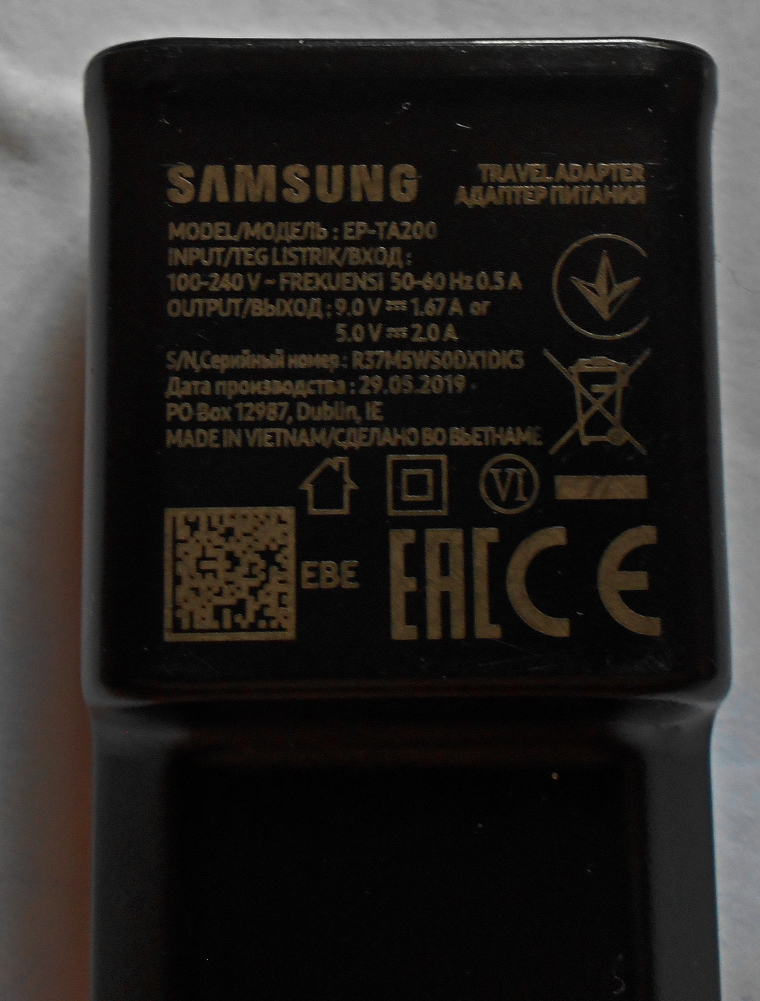 SAMSUNG
TRAVEL ADAPTER
АДАПТЕР ПИТАНИЯ
MODEL/МОДЕЛЬ : EP-TA200
INPUT/TEG LISTRIK/ВХОД :
100-240 V ~ FREKUENSI 50-60 Hz 0.5 A
OUTPUT/ВЫХОД : 9.0 V ⎓ 1.67 A or
5.0 V ⎓ 2.0 A
S/N,Серийный номер : R37M5WS0DX1DK3
Дата производства : 29.05.2019
PO Box 12987, Dublin, IE
MADE IN VIETNAM/СДЕЛАНО ВО ВЬЕТНАМЕ
VI
EBE
EAC CE